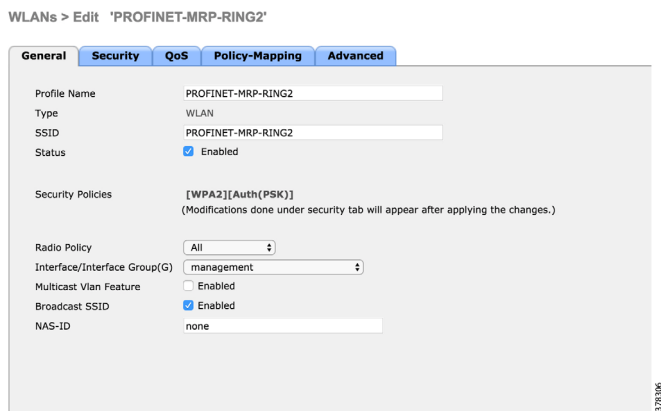 WLANs > Edit 'PROFINET-MRP-RING2'
General Security QoS Policy-Mapping Advanced
Profile Name PROFINET-MRP-RING2
Type WLAN
SSID PROFINET-MRP-RING2
Status Enabled
Security Policies [WPA2][Auth(PSK)]
(Modifications done under security tab will appear after applying the changes.)
Radio Policy All
Interface/Interface Group(G) management
Multicast Vlan Feature Enabled
Broadcast SSID Enabled
NAS-ID none
378306